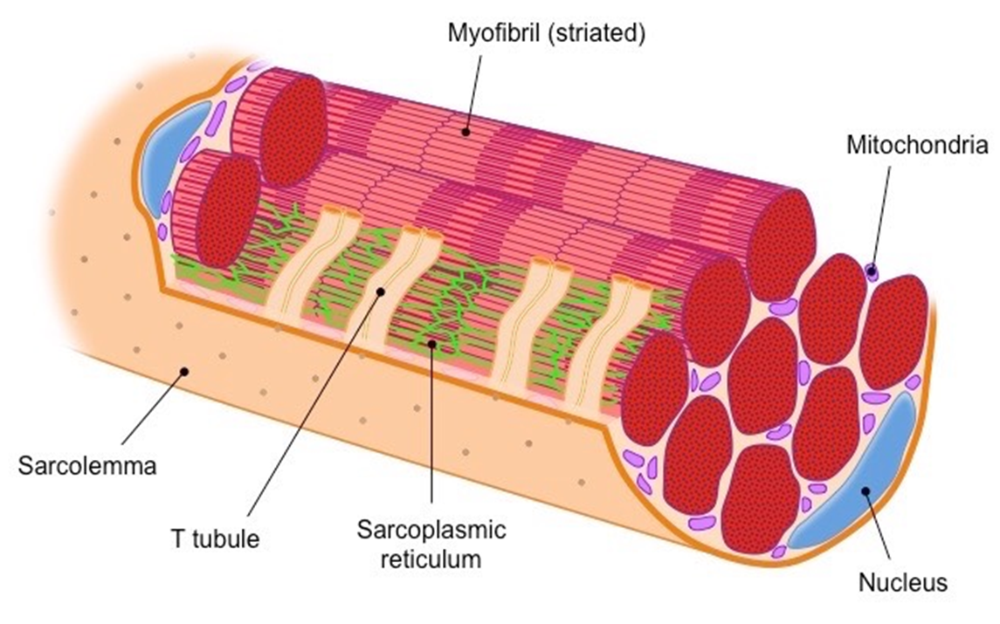 Myofibril (striated)
Mitochondria
Sarcolemma
T tubule
Sarcoplasmic
reticulum
Nucleus